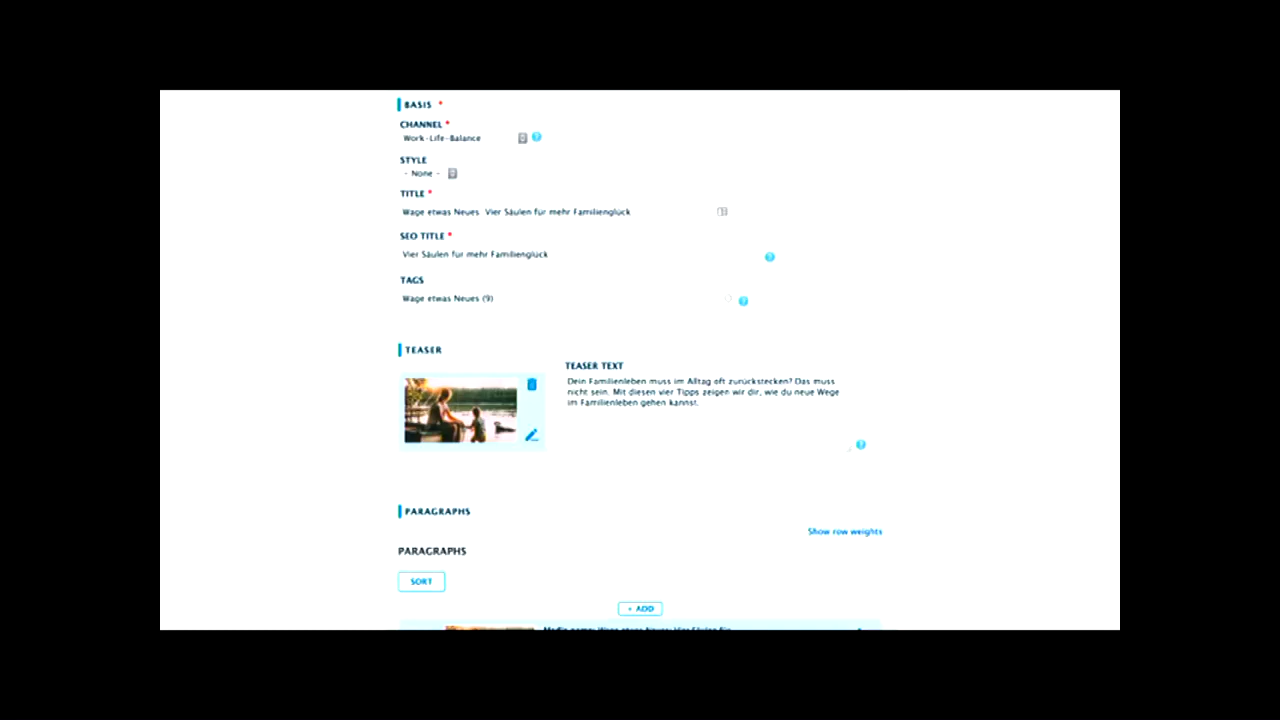 BASIS *
CHANNEL *
Work-Life-Balance
STYLE
- None -
TITLE *
Wage etwas Neues Vier Säulen für mehr Familienglück
SEO TITLE *
Vier Säulen für mehr Familienglück
TAGS
Wage etwas Neues (9)
TEASER
TEASER TEXT
Dein Familienleben muss im Alltag oft zurückstecken? Das muss
nicht sein. Mit diesen vier Tipps zeigen wir dir, wie du neue Wege
im Familienleben gehen kannst.
PARAGRAPHS
Show row weights
PARAGRAPHS
SORT
+ ADD